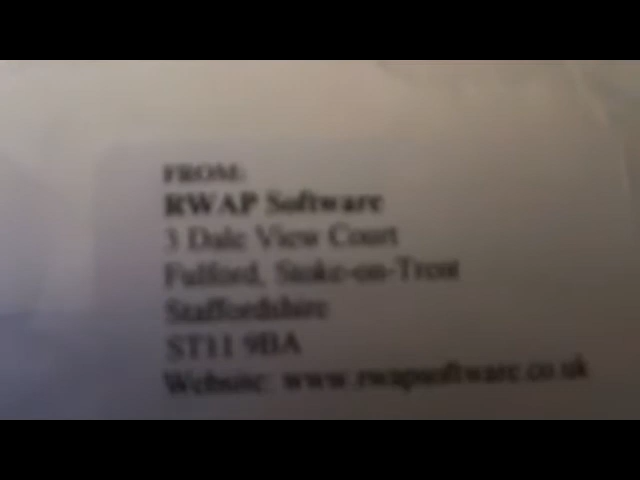 FROM:
RWAP Software
3 Dale View Court
Fulford, Stoke-on-Trent
Staffordshire
ST11 9BA
Website: www.rwapsoftware.co.uk